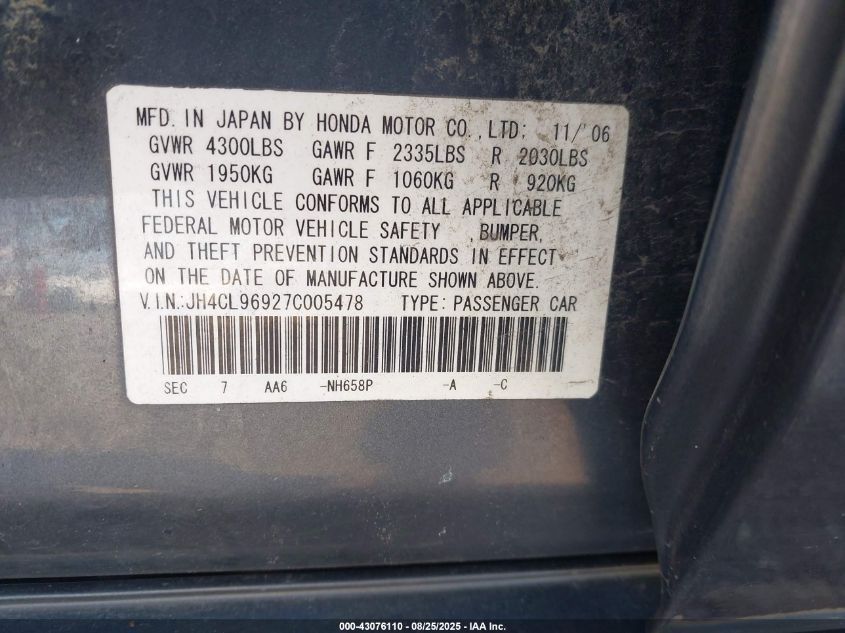 MFD. IN JAPAN BY HONDA MOTOR CO.,LTD: 11/ 06
GVWR 4300LBS GAWR F 2335LBS R 2030LBS
GVWR 1950KG GAWR F 1060KG R 920KG
THIS VEHICLE CONFORMS TO ALL APPLICABLE
FEDERAL MOTOR VEHICLE SAFETY ,BUMPER,
AND THEFT PREVENTION STANDARDS IN EFFECT
ON THE DATE OF MANUFACTURE SHOWN ABOVE.
V.I.N.:JH4CL96927C005478 TYPE: PASSENGER CAR
SEC 7 AA6 -NH658P -A -C
000-43076110 - 08/25/2025 - IAA Inc.